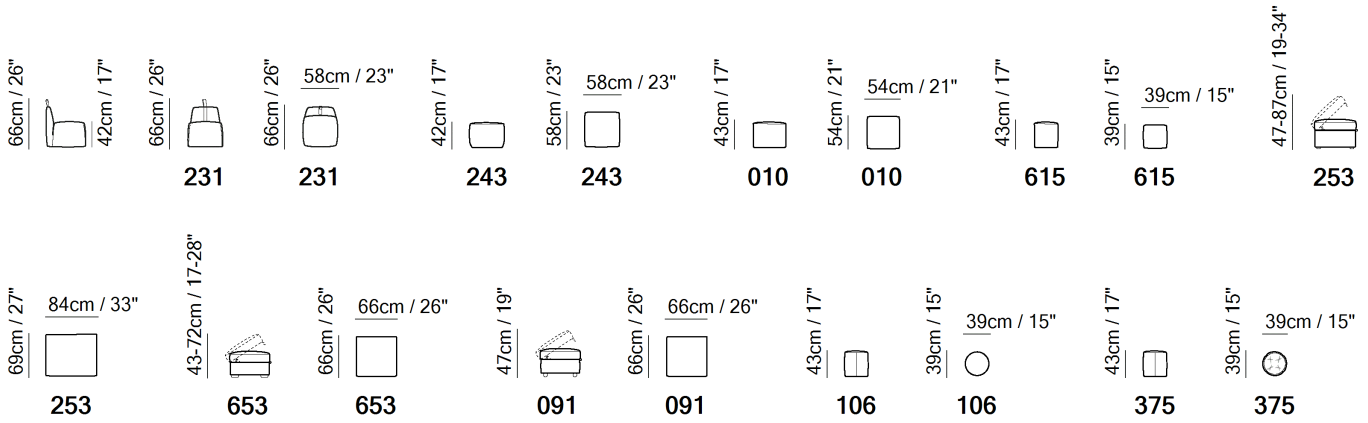 66cm / 26"
42cm / 17"
66cm / 26"
231
66cm / 26"
58cm / 23"
231
42cm / 17"
243
58cm / 23"
58cm / 23"
243
43cm / 17"
010
54cm / 21"
54cm / 21"
010
43cm / 17"
615
39cm / 15"
39cm / 15"
615
47-87cm / 19-34"
253
69cm / 27"
84cm / 33"
253
43-72cm / 17-28"
653
66cm / 26"
66cm / 26"
653
47cm / 19"
091
66cm / 26"
66cm / 26"
091
43cm / 17"
106
39cm / 15"
39cm / 15"
106
43cm / 17"
375
39cm / 15"
39cm / 15"
375